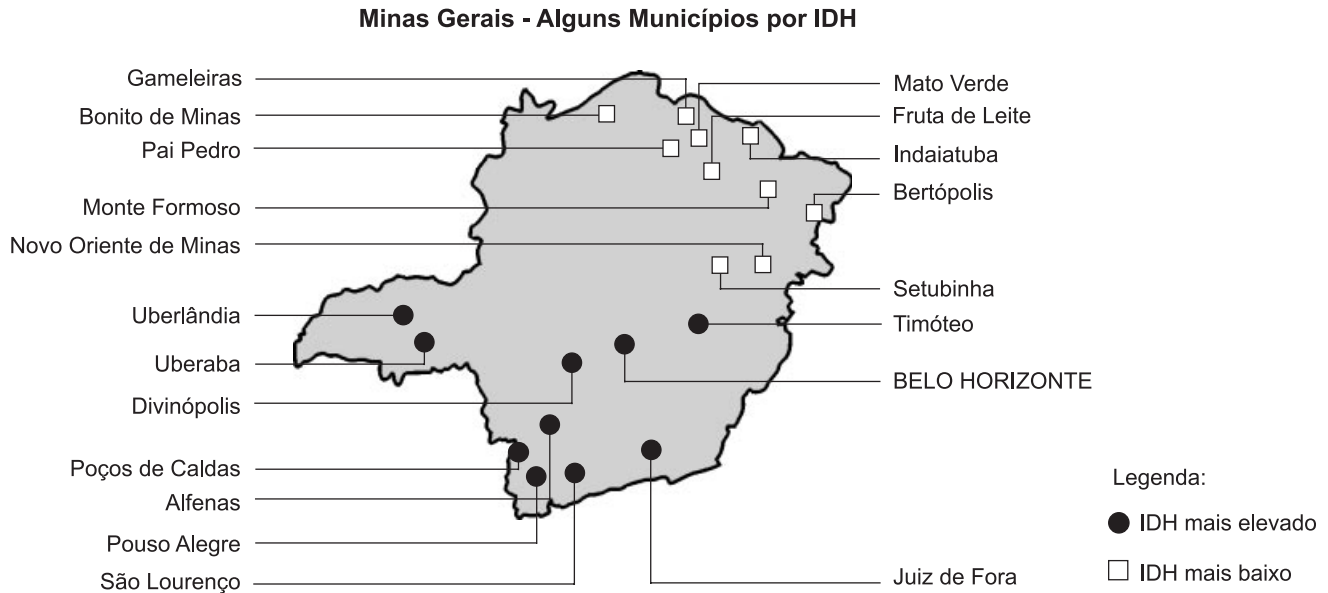 Minas Gerais - Alguns Municípios por IDH
Gameleiras
Bonito de Minas
Pai Pedro
Monte Formoso
Novo Oriente de Minas
Uberlândia
Uberaba
Divinópolis
Poços de Caldas
Alfenas
Pouso Alegre
São Lourenço
Mato Verde
Fruta de Leite
Indaiatuba
Bertópolis
Setubinha
Timóteo
BELO HORIZONTE
Juiz de Fora
Legenda:
IDH mais elevado
IDH mais baixo